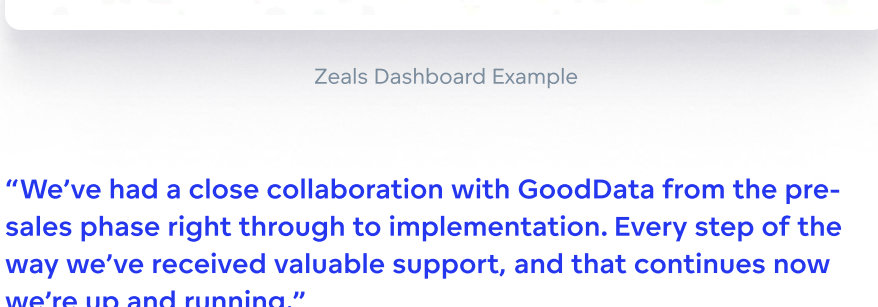 Zeals Dashboard Example
“We’ve had a close collaboration with GoodData from the pre-
sales phase right through to implementation. Every step of the
way we’ve received valuable support, and that continues now
we’re up and running.”